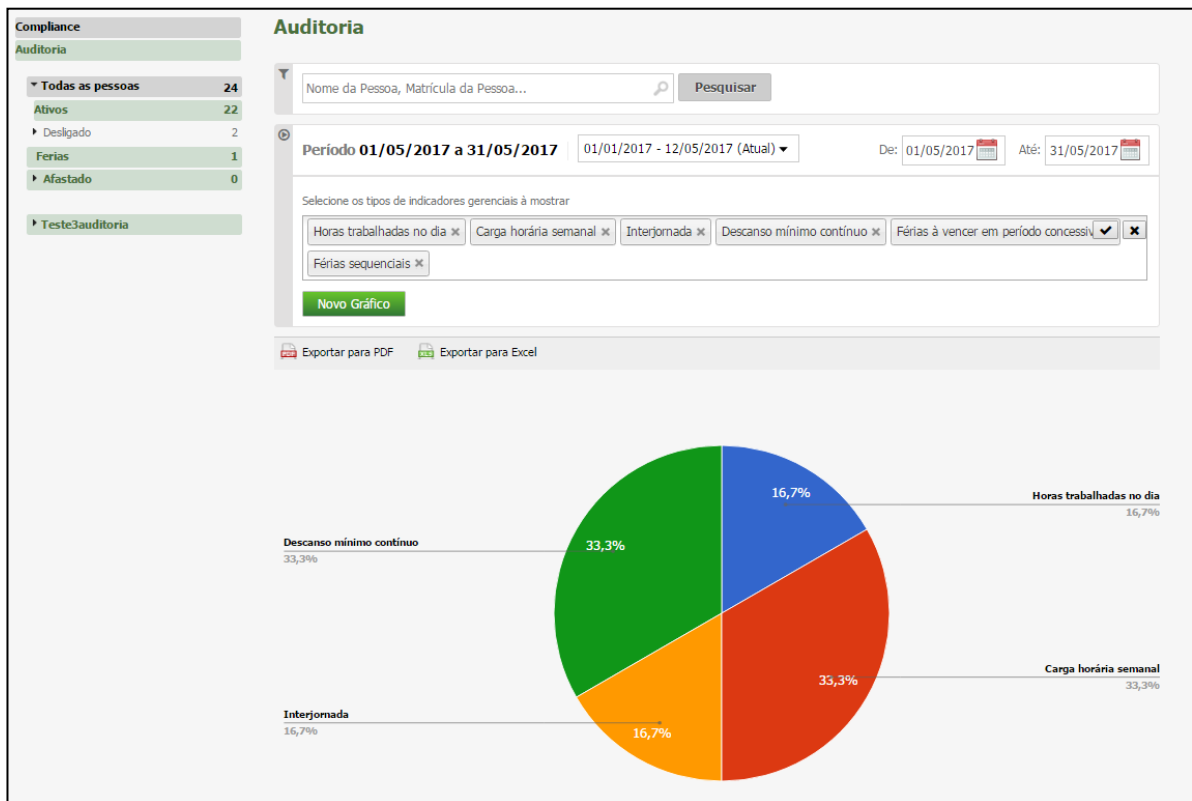 Compliance
Auditoria
Todas as pessoas 24
Ativos 22
Desligado 2
Ferias 1
Afastado 0
Teste3auditoria
Auditoria
Nome da Pessoa, Matrícula da Pessoa...
Pesquisar
Período 01/05/2017 a 31/05/2017
01/01/2017 - 12/05/2017 (Atual)
De: 01/05/2017
Até: 31/05/2017
Selecione os tipos de indicadores gerenciais à mostrar
Horas trabalhadas no dia × Carga horária semanal × Interjornada × Descanso mínimo contínuo × Férias à vencer em período
Férias sequenciais ×
Novo Gráfico
Exportar para PDF
Exportar para Excel
16,7%
Horas trabalhadas no dia
16,7%
Descanso mínimo contínuo
33,3%
33,3%
Carga horária semanal
33,3%
33,3%
Interjornada
16,7%
16,7%